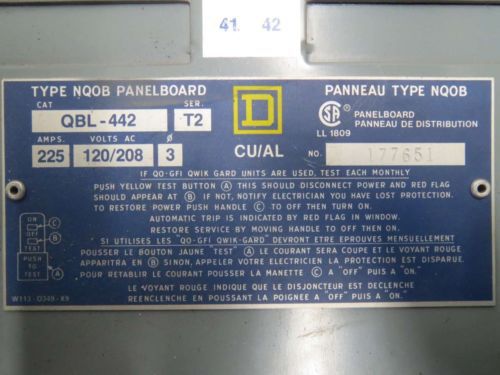 41 42
TYPE NQOB PANELBOARD
PANNEAU TYPE NQOB
CAT SER.
QBL-442 T2
AMPS. VOLTS AC Ø
225 120/208 3
D
CU/AL
SA PANELBOARD
PANNEAU DE DISTRIBUTION
LL 1809
NO. 177651
IF QO-GFI QWIK GARD UNITS ARE USED, TEST EACH MONTHLY
PUSH YELLOW TEST BUTTON Ⓐ THIS SHOULD DISCONNECT POWER AND RED FLAG
SHOULD APPEAR AT Ⓑ IF NOT, NOTIFY ELECTRICIAN YOU HAVE LOST PROTECTION.
TO RESTORE POWER PUSH HANDLE Ⓒ TO OFF THEN TURN ON.
AUTOMATIC TRIP IS INDICATED BY RED FLAG IN WINDOW.
RESTORE SERVICE BY MOVING HANDLE TO OFF THEN ON.
SI UTILISES LES "QO-GFI QWIK-GARD" DEVRONT ETRE EPROUVES MENSUELLEMENT
POUSSER LE BOUTON JAUNE TEST Ⓐ LE COURANT SERA COUPE ET LE VOYANT ROUGE
APPARAITRA EN Ⓑ SINON, APPELER VOTRE ELECTRICIEN LA PROTECTION EST DISPARUE.
POUR RETABLIR LE COURANT POUSSER LA MANETTE Ⓒ A "OFF" PUIS A "ON."
LE VOYANT ROUGE INDIQUE QUE LE DISJONCTEUR EST DECLENCHE
REENCLENCHE EN POUSSANT LA POIGNEE A "OFF" PUIS A "ON."
ON
OFF
TEST
PUSH
TO
TEST
C
B
A